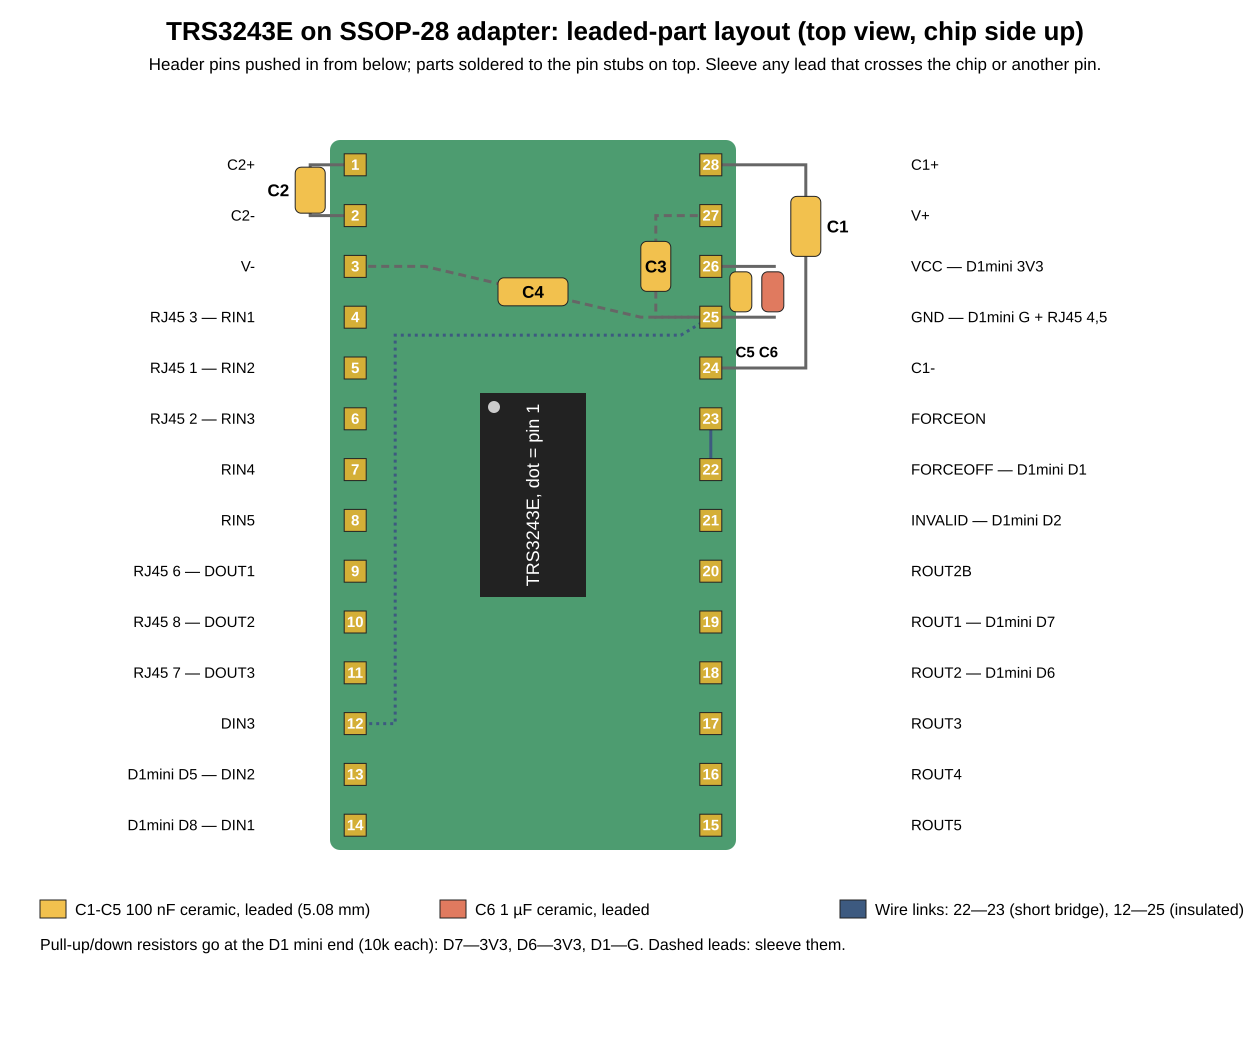 TRS3243E on SSOP-28 adapter: leaded-part layout (top view, chip side up)
Header pins pushed in from below; parts soldered to the pin stubs on top. Sleeve any lead that crosses the chip or another pin.
C2+ 1 28 C1+
C2
C2- 2 27 V+
C1
V- 3 C3 26 VCC — D1mini 3V3
C4
RJ45 3 — RIN1 4 25 GND — D1mini G + RJ45 4,5
C5 C6
RJ45 1 — RIN2 5 24 C1-
RJ45 2 — RIN3 6 23 FORCEON
RIN4 7 22 FORCEOFF — D1mini D1
TRS3243E, dot = pin 1
RIN5 8 21 INVALID — D1mini D2
RJ45 6 — DOUT1 9 20 ROUT2B
RJ45 8 — DOUT2 10 19 ROUT1 — D1mini D7
RJ45 7 — DOUT3 11 18 ROUT2 — D1mini D6
DIN3 12 17 ROUT3
D1mini D5 — DIN2 13 16 ROUT4
D1mini D8 — DIN1 14 15 ROUT5
C1-C5 100 nF ceramic, leaded (5.08 mm)
C6 1 µF ceramic, leaded
Wire links: 22—23 (short bridge), 12—25 (insulated)
Pull-up/down resistors go at the D1 mini end (10k each): D7—3V3, D6—3V3, D1—G. Dashed leads: sleeve them.